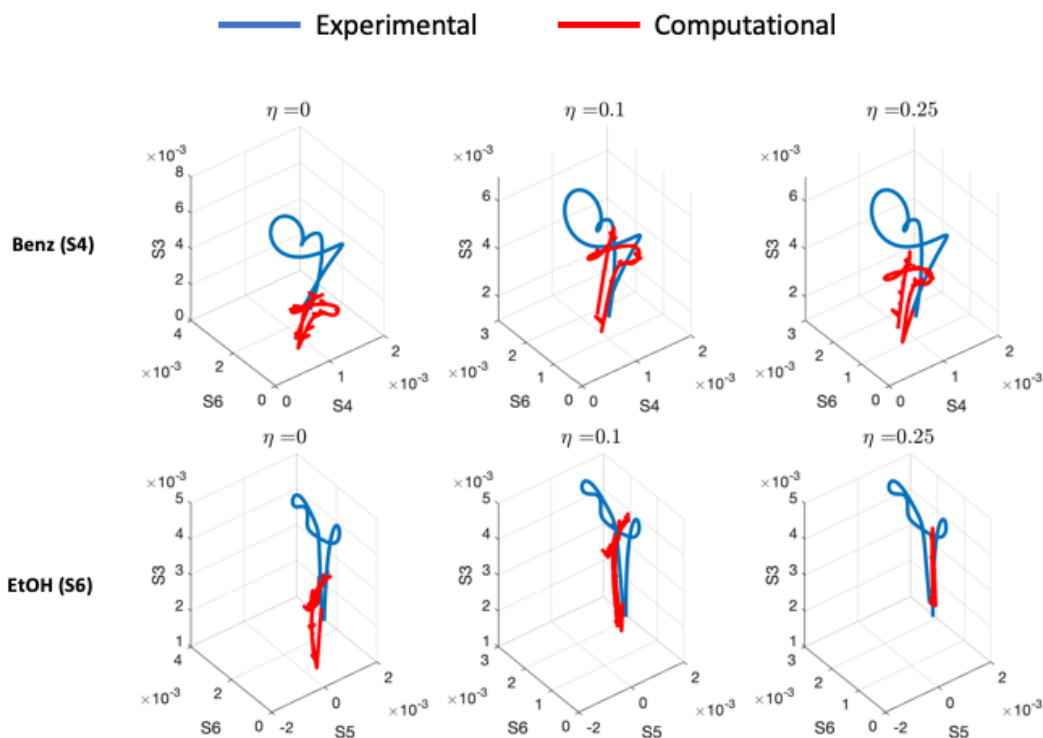 Experimental Computational
η =0 η =0.1 η =0.25
×10⁻³ ×10⁻³ ×10⁻³
8 6 4 2 0 6 4 2 6 4 2
Benz (S4) S3 S3 S3
4 2 0 3 2 1 0 3 2 1 0
0 1 2 0 1 2 0 1 2
×10⁻³ ×10⁻³ ×10⁻³ ×10⁻³ ×10⁻³ ×10⁻³
S6 S4 S6 S4 S6 S4
η =0 η =0.1 η =0.25
×10⁻³ ×10⁻³ ×10⁻³
5 4 3 2 1 5 4 3 2 1 5 4 3 2 1
EtOH (S6) S3 S3 S3
4 2 0 3 2 1 0 3 2 1 0
-2 0 2 -2 0 2 -2 0 2
×10⁻³ ×10⁻³ ×10⁻³ ×10⁻³ ×10⁻³ ×10⁻³
S6 S5 S6 S5 S6 S5